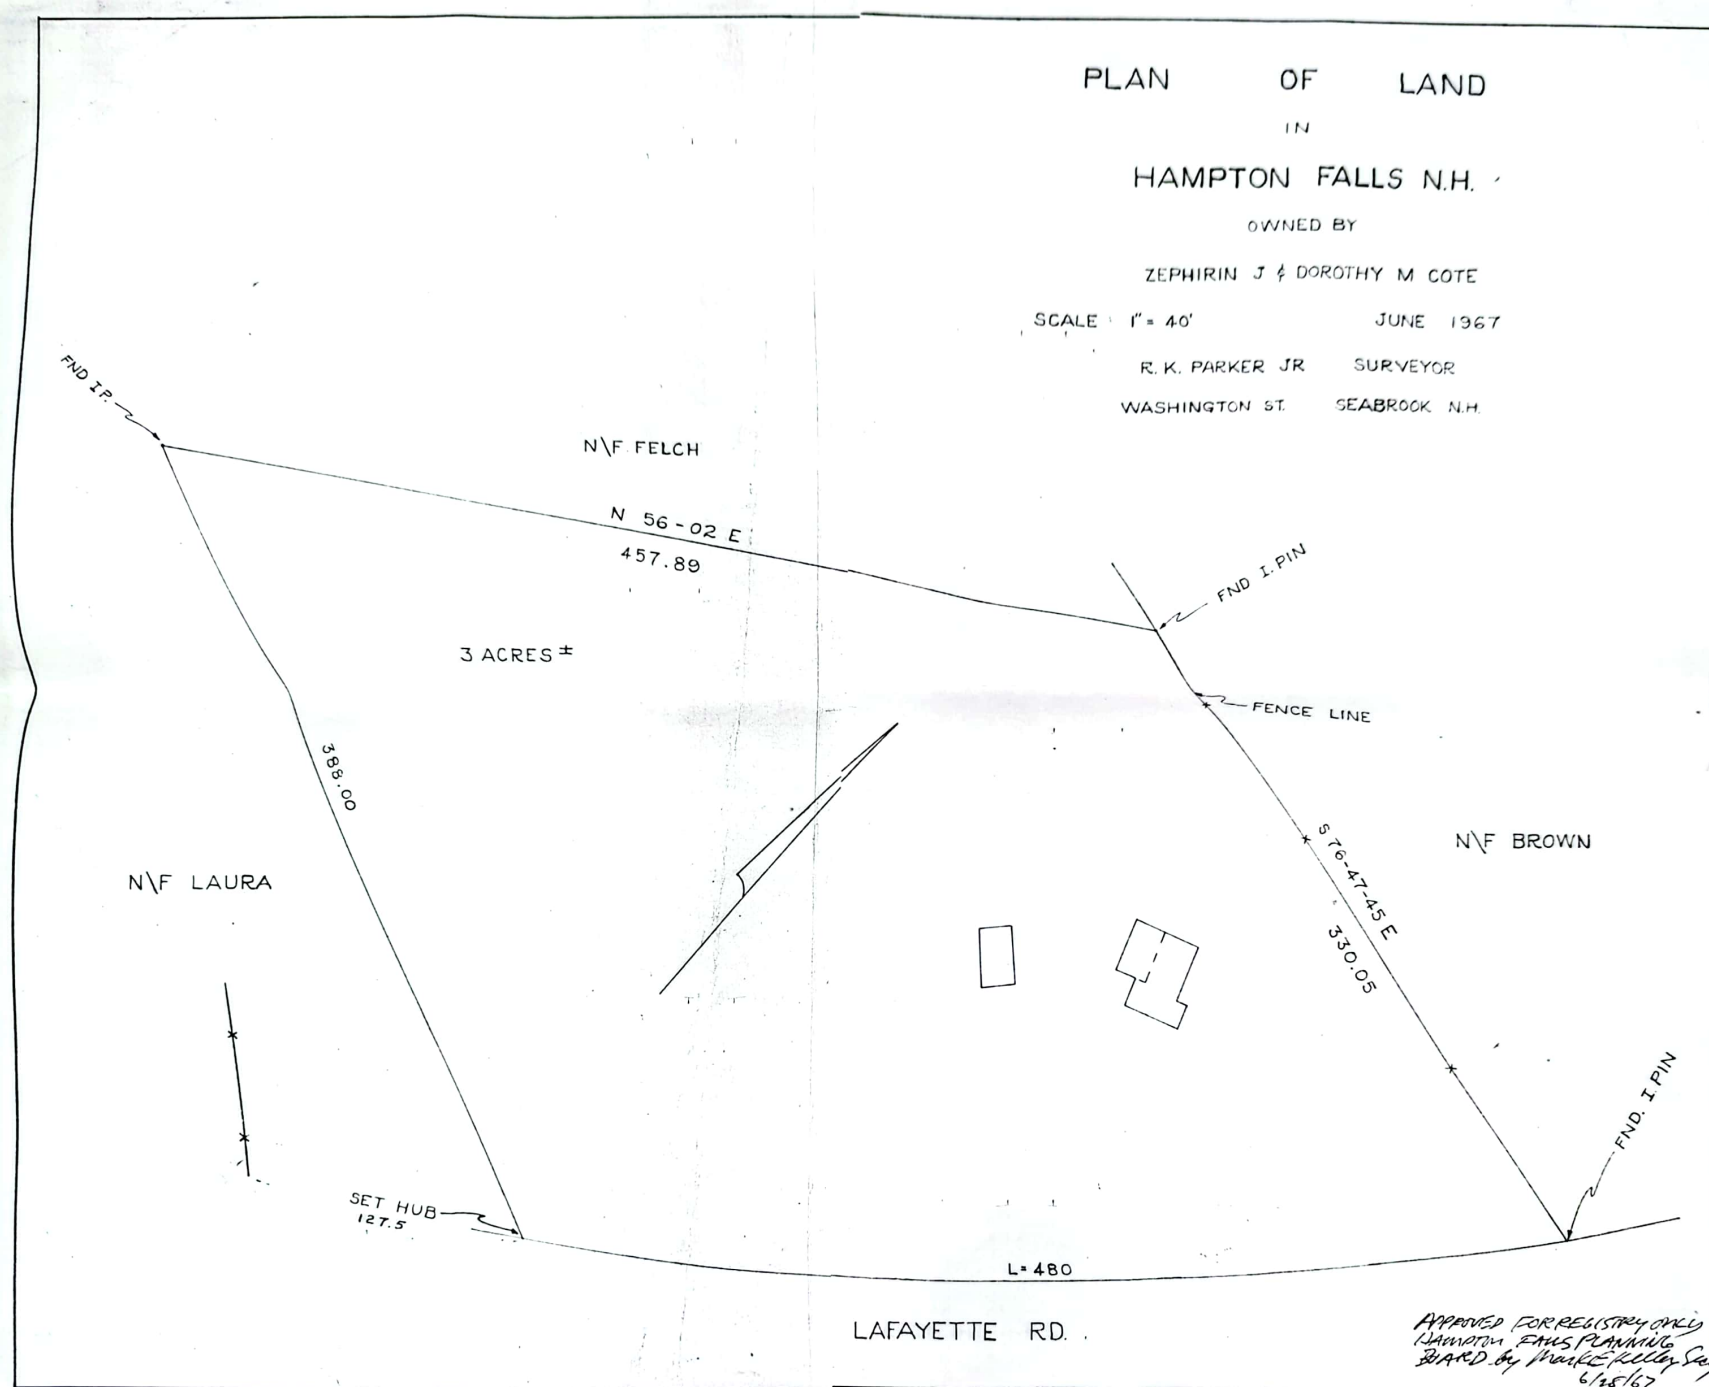 PLAN OF LAND
IN
HAMPTON FALLS N.H.
OWNED BY
ZEPHIRIN J & DOROTHY M COTE
SCALE 1" = 40' JUNE 1967
R. K. PARKER JR SURVEYOR
WASHINGTON ST. SEABROOK N.H.
FND I.P.
N\F FELCH
N 56-02 E
457.89
FND I. PIN
3 ACRES ±
FENCE LINE
388.00
N\F LAURA
S 76-47-45 E
330.05
N\F BROWN
FND. I. PIN
SET HUB
127.5
L= 480
LAFAYETTE RD.
APPROVED FOR REGISTRY ONLY
HAMPTON FALLS PLANNING
BOARD by Mark E Kelley
6/28/67